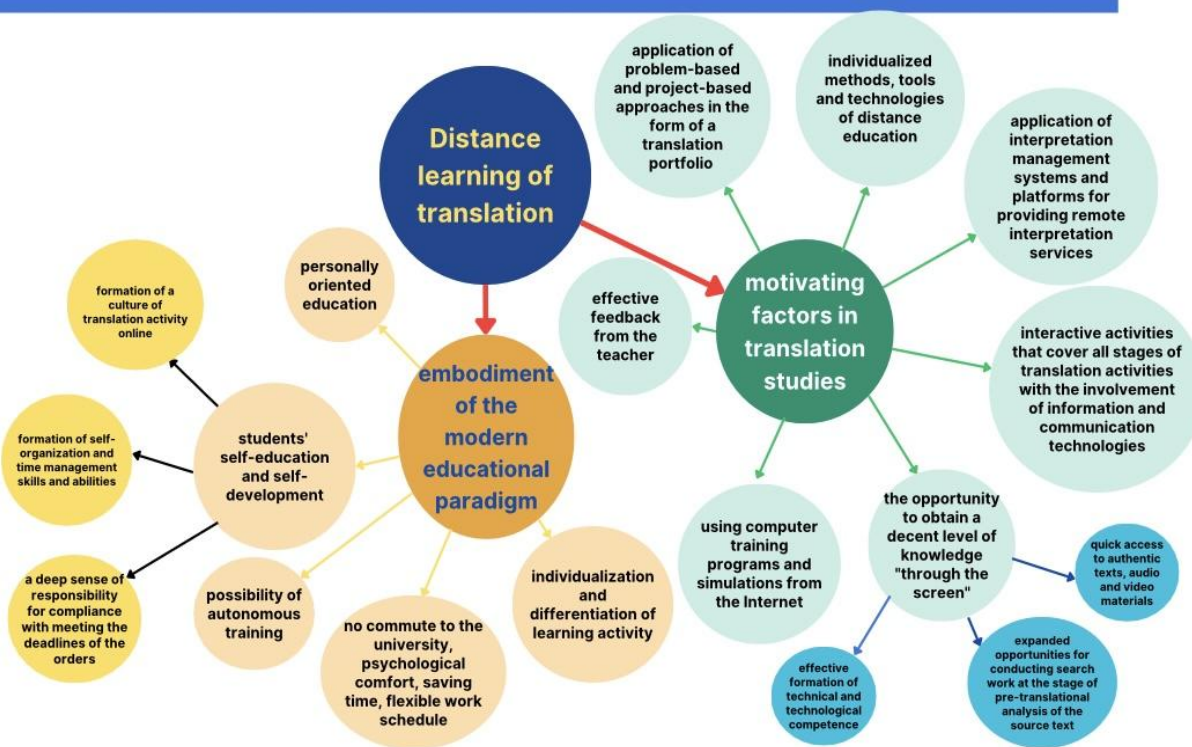 Distance
learning of
translation
application of
problem-based
and project-based
approaches in the
form of a
translation
portfolio
individualized
methods, tools
and technologies
of distance
education
application of
interpretation
management
systems and
platforms for
providing remote
interpretation
services
personally
oriented
education
effective
feedback
from the
teacher
motivating
factors in
translation
studies
formation of a
culture of
translation activity
online
interactive activities
that cover all stages of
translation activities
with the involvement
of information and
communication
technologies
embodiment
of the
modern
educational
paradigm
formation of self-
organization and
time management
skills and abilities
students'
self-education
and self-
development
using computer
training
programs and
simulations from
the Internet
the opportunity
to obtain a
decent level of
knowledge
"through the
screen"
quick access
to authentic
texts, audio
and video
materials
a deep sense of
responsibility
for compliance
with meeting the
deadlines of the
orders
possibility of
autonomous
training
individualization
and
differentiation of
learning activity
no commute to the
university,
psychological
comfort, saving
time, flexible work
schedule
effective
formation of
technical and
technological
competence
expanded
opportunities for
conducting search
work at the stage of
pre-translational
analysis of the
source text